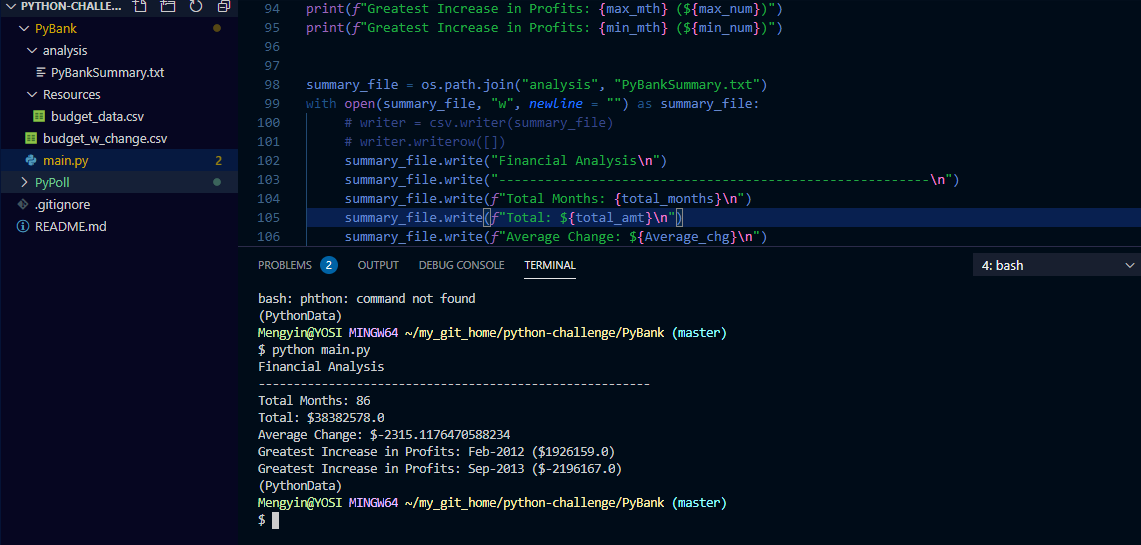 PYTHON-CHALLE...
PyBank
analysis
PyBankSummary.txt
Resources
budget_data.csv
budget_w_change.csv
main.py 2
PyPoll
.gitignore
README.md
94 print(f"Greatest Increase in Profits: {max_mth} (${max_num})")
95 print(f"Greatest Increase in Profits: {min_mth} (${min_num})")
96
97
98 summary_file = os.path.join("analysis", "PyBankSummary.txt")
99 with open(summary_file, "w", newline = "") as summary_file:
100 # writer = csv.writer(summary_file)
101 # writer.writerow([])
102 summary_file.write("Financial Analysis\n")
103 summary_file.write("-------------------------------------------------------\n")
104 summary_file.write(f"Total Months: {total_months}\n")
105 summary_file.write(f"Total: ${total_amt}\n")
106 summary_file.write(f"Average Change: ${Average_chg}\n")
PROBLEMS 2 OUTPUT DEBUG CONSOLE TERMINAL 4: bash
bash: phthon: command not found
(PythonData)
Mengyin@YOSI MINGW64 ~/my_git_home/python-challenge/PyBank (master)
$ python main.py
Financial Analysis
--------------------------------------------------------
Total Months: 86
Total: $38382578.0
Average Change: $-2315.1176470588234
Greatest Increase in Profits: Feb-2012 ($1926159.0)
Greatest Increase in Profits: Sep-2013 ($-2196167.0)
(PythonData)
Mengyin@YOSI MINGW64 ~/my_git_home/python-challenge/PyBank (master)
$